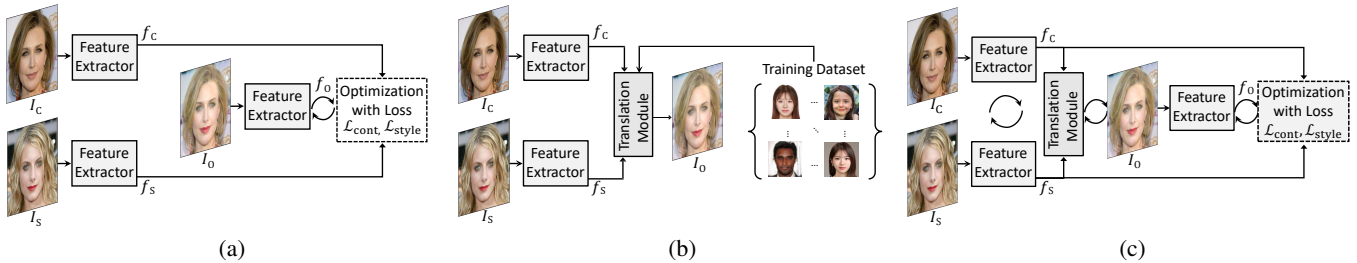 I_C
Feature
Extractor
f_C
I_S
Feature
Extractor
f_S
I_O
Feature
Extractor
f_O
Optimization
with Loss
ℒ_cont, ℒ_style
(a)
I_C
Feature
Extractor
f_C
I_S
Feature
Extractor
f_S
Translation
Module
I_O
Training Dataset
...
...
...
...
...
(b)
I_C
Feature
Extractor
f_C
I_S
Feature
Extractor
f_S
Translation
Module
I_O
Feature
Extractor
f_O
Optimization
with Loss
ℒ_cont, ℒ_style
(c)